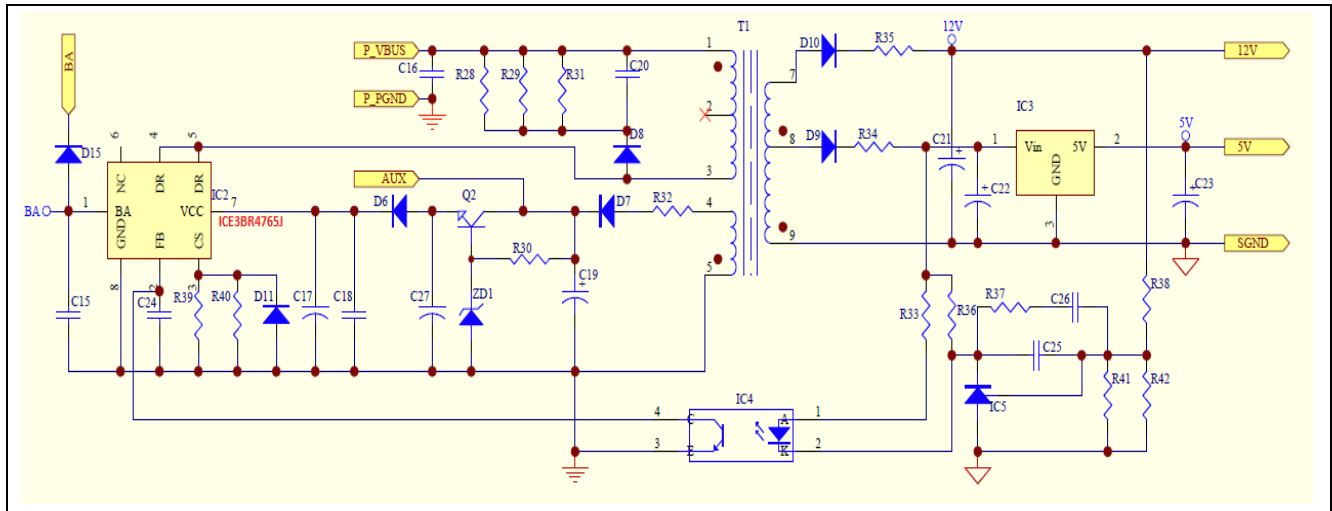 T1
P_VBUS
C16
P_PGND
R28
R29
R31
C20
D8
1
2
3
4
5
7
8
9
D10
R35
12V
12V
D9
R34
C21
C22
IC3
1
Vin
5V
GND
2
3
5V
5V
C23
SGND
BA
D15
BA
6
4
5
NC
DR
DR
IC2
1
BA
VCC
7
ICE3BR4765J
GND
FB
CS
8
2
3
C15
C24
R39
R40
D11
C17
C18
AUX
D6
Q2
D7
R32
R30
C27
ZD1
C19
R33
R36
R37
C26
C25
R38
R41
R42
IC5
IC4
4
C
A
1
3
E
K
2